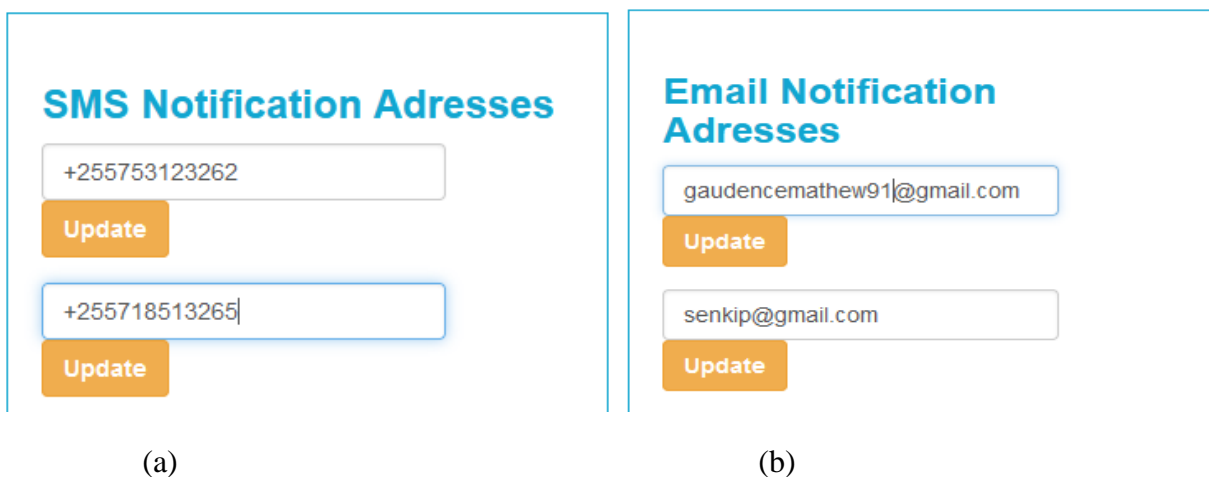 SMS Notification Adresses
+255753123262
Update
+255718513265
Update
(a)
Email Notification
Adresses
gaudencemathew91@gmail.com
Update
senkip@gmail.com
Update
(b)